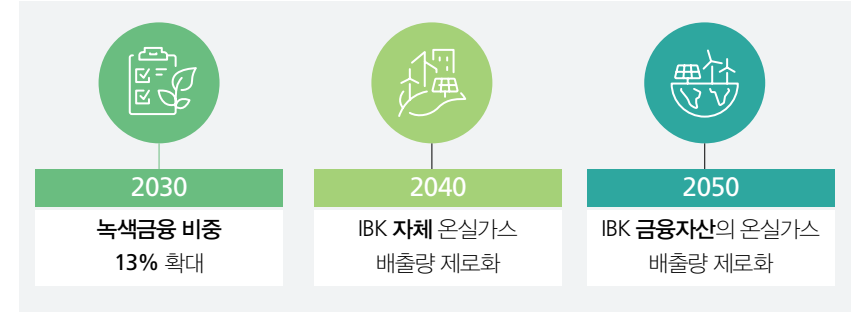 2030
녹색금융 비중
13% 확대
2040
IBK 자체 온실가스
배출량 제로화
2050
IBK 금융자산의 온실가스
배출량 제로화